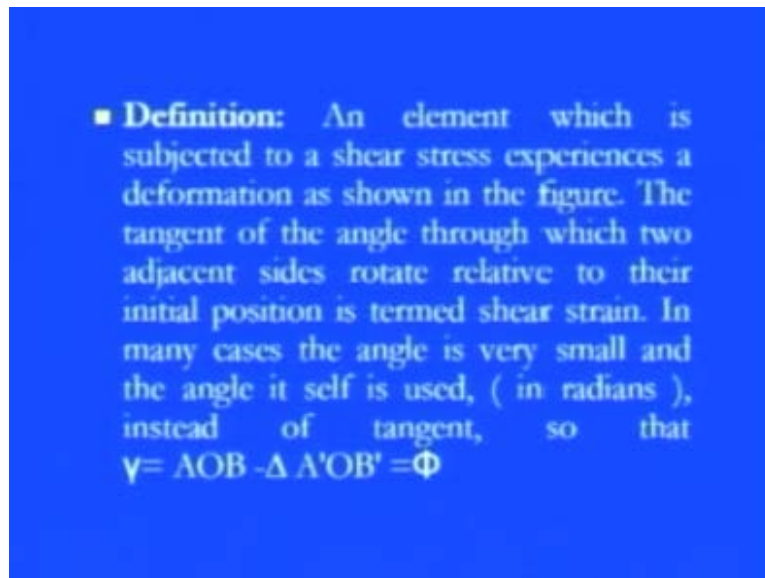 ▪ Definition: An element which is
subjected to a shear stress experiences a
deformation as shown in the figure. The
tangent of the angle through which two
adjacent sides rotate relative to their
initial position is termed shear strain. In
many cases the angle is very small and
the angle it self is used, ( in radians ),
instead of tangent, so that
γ= AOB -Δ A'OB' =Φ